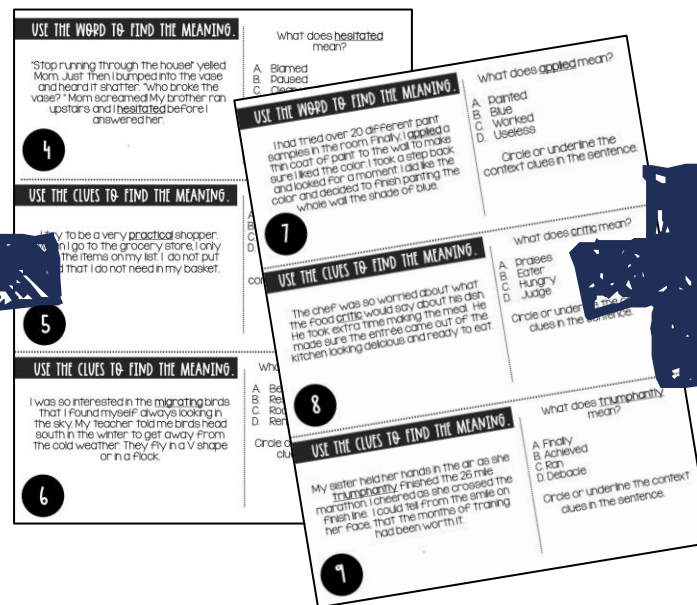 USE THE WORD TO FIND THE MEANING.
"Stop running through the house!" yelled
Mom. Just then I bumped into the vase
and heard it shatter. "Who broke the
vase?" Mom screamed! My brother ran
upstairs and I hesitated before I
answered her.
4
What does hesitated
mean?
A. Blamed
B. Paused
C.
USE THE CLUES TO FIND THE MEANING.
to be a very practical shopper.
I go to the grocery store, I only
the items on my list. I do not put
that I do not need in my basket.
5
A
B
C
D.
USE THE CLUES TO FIND THE MEANING.
I was so interested in the migrating birds
that I found myself always looking in
the sky. My teacher told me birds head
south in the winter to get away from
the cold weather. They fly in a V shape
or in a flock.
6
A.
B.
C.
D.
Circle
USE THE WORD TO FIND THE MEANING.
I had tried over 20 different paint
samples in the room. Finally, I applied a
thin coat of paint to the wall to make
sure I liked the color. I took a step back
and looked for a moment. I did like the
color and decided to finish painting the
whole wall the shade of blue.
7
What does applied mean?
A. Painted
B. Blue
C. Worked
D. Useless
Circle or underline the
context clues in the sentence.
USE THE CLUES TO FIND THE MEANING.
The chef was so worried about what
the food critic would say about his dish.
He took extra time making the meal. He
made sure the entrée came out of the
kitchen looking delicious and ready to eat.
8
What does critic mean?
A. Praises
B. Eater
C. Hungry
D. Judge
Circle or underline the
clues in the sentence.
USE THE CLUES TO FIND THE MEANING.
My sister held her hands in the air as she
triumphantly finished the 26 mile
marathon. I cheered as she crossed the
finish line. I could tell from the smile on
her face, that the months of training
had been worth it.
9
What does triumphantly
mean?
A. Finally
B. Achieved
C. Ran
D. Debacle
Circle or underline the context
clues in the sentence.